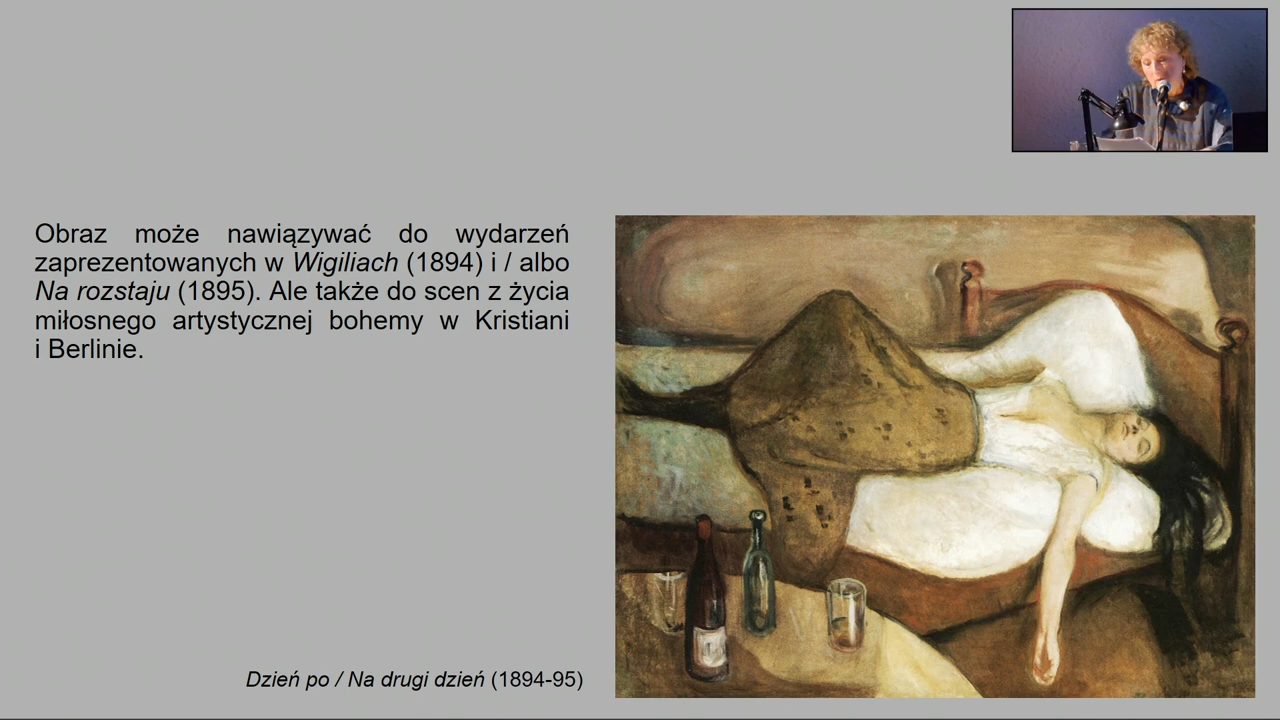 Obraz może nawiązywać do wydarzeń
zaprezentowanych w Wigiliach (1894) i / albo
Na rozstaju (1895). Ale także do scen z życia
miłosnego artystycznej bohemy w Kristiani
i Berlinie.
Dzień po / Na drugi dzień (1894-95)